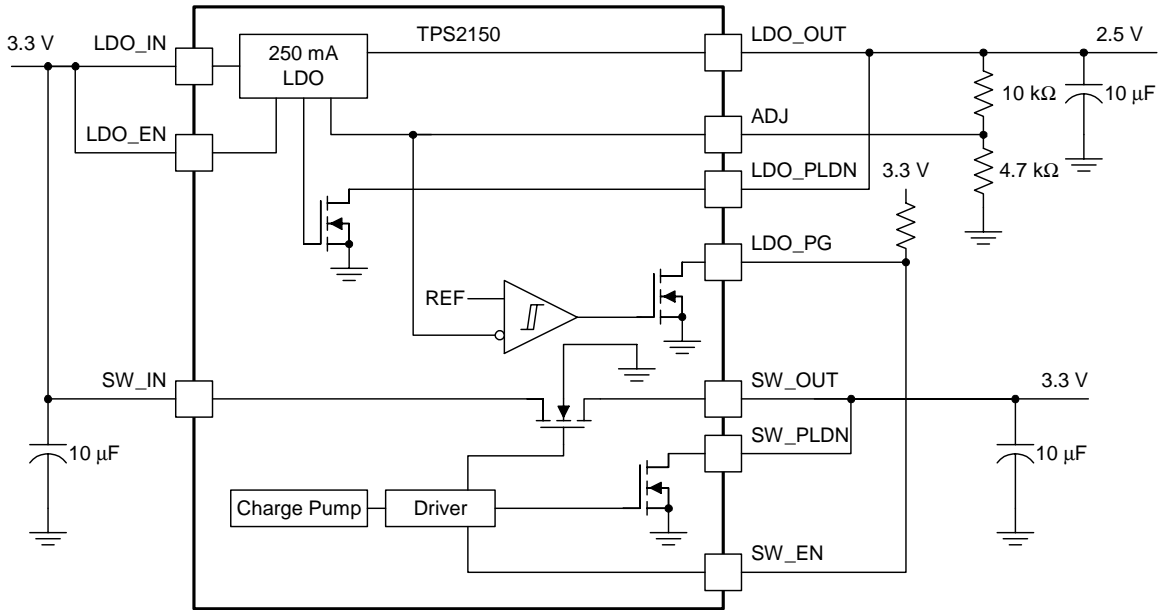 TPS2150
3.3 V
LDO_IN
250 mA
LDO
LDO_OUT
2.5 V
10 kΩ
10 μF
LDO_EN
ADJ
LDO_PLDN
3.3 V
4.7 kΩ
LDO_PG
REF
SW_IN
SW_OUT
3.3 V
SW_PLDN
10 μF
10 μF
Charge Pump
Driver
SW_EN